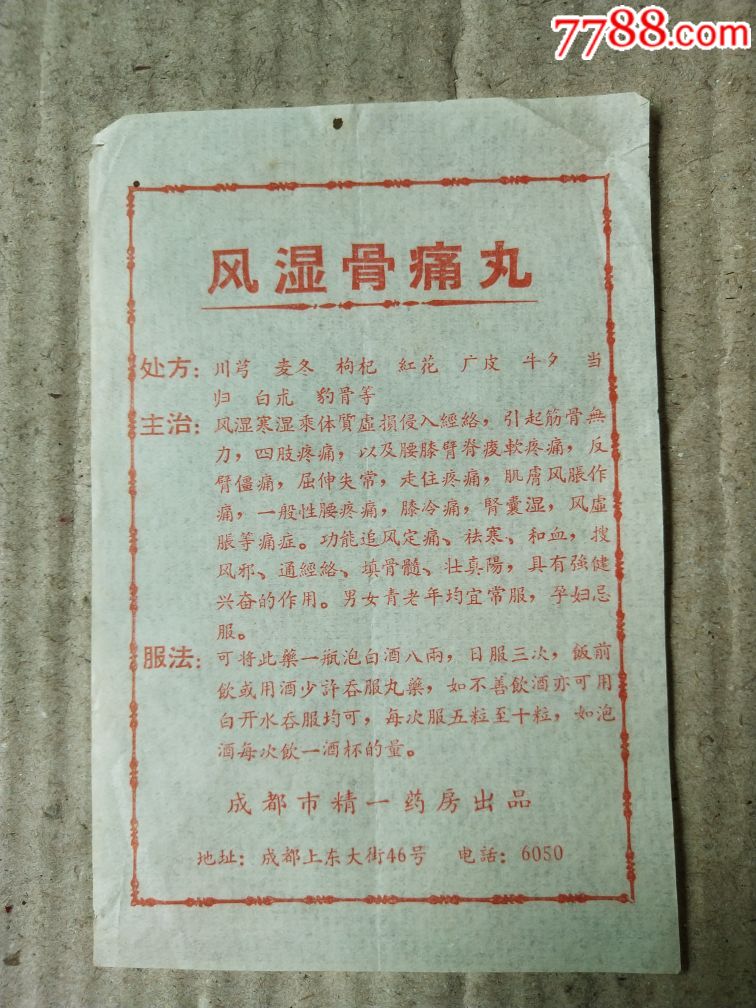 7788.com
风湿骨痛丸
处方：川芎 麦冬 枸杞 紅花 广皮 牛夕 当
归 白朮 豹骨等
主治：风湿寒湿乘体質虛損侵入經絡，引起筋骨無
力，四肢疼痛，以及腰膝臂脊痠軟疼痛，反
臂僵痛，屈伸失常，走住疼痛，肌膚风脹作
痛，一般性腰疼痛，膝冷痛，腎囊湿，风虛
脹等痛症。功能追风定痛、祛寒、和血，搜
风邪、通經絡、填骨髓、壮真陽，具有強健
兴奋的作用。男女青老年均宜常服，孕妇忌
服。
服法：可将此藥一瓶泡白酒八兩，日服三次，飯前
飲或用酒少許吞服丸藥，如不善飲酒亦可用
白开水吞服均可，每次服五粒至十粒，如泡
酒每次飲一酒杯的量。
成都市精一药房出品
地址：成都上东大街46号 电話：6050